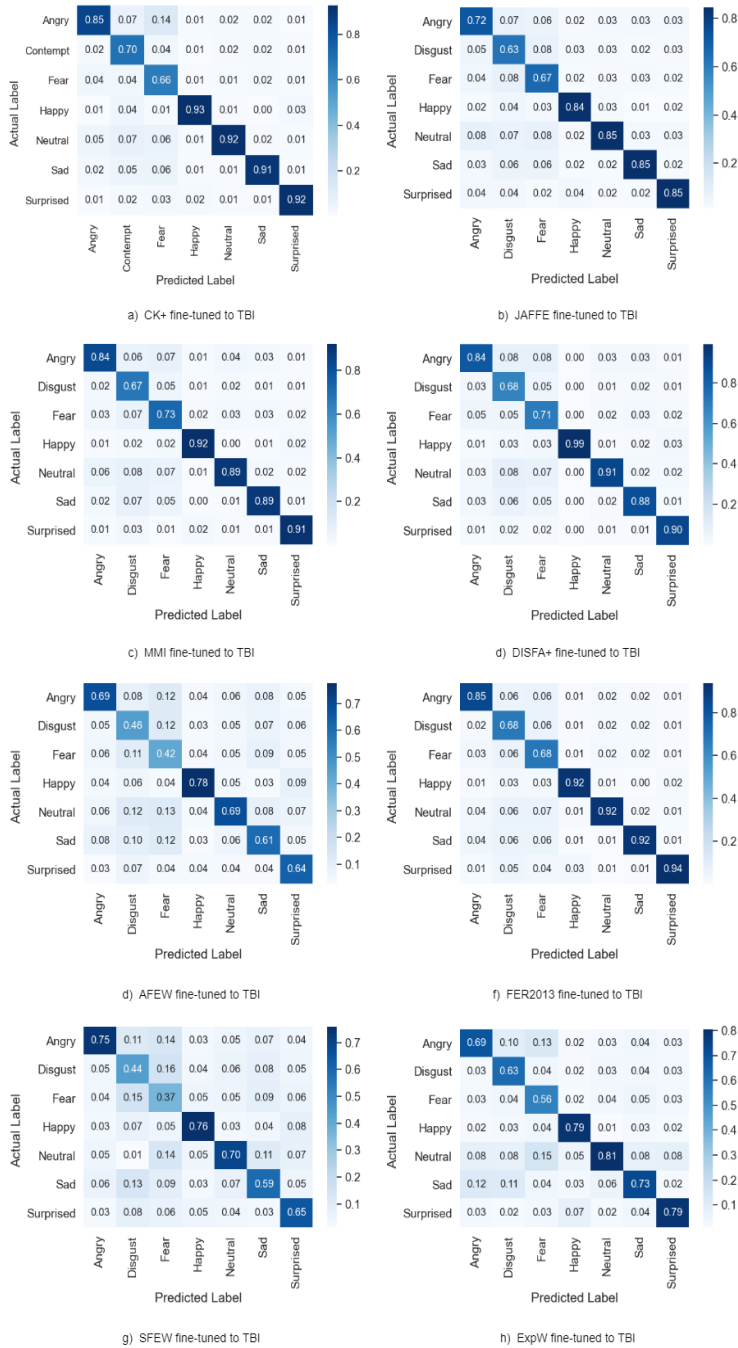 Angry 0.85 0.07 0.14 0.01 0.02 0.02 0.01
Contempt 0.02 0.70 0.04 0.01 0.01 0.02 0.01
Fear 0.04 0.04 0.66 0.01 0.01 0.02 0.01
Happy 0.01 0.04 0.01 0.93 0.01 0.00 0.03
Neutral 0.05 0.07 0.06 0.01 0.92 0.02 0.01
Sad 0.02 0.05 0.06 0.01 0.01 0.91 0.01
Surprised 0.01 0.02 0.03 0.02 0.01 0.01 0.92
Actual Label
0.8
0.6
0.4
0.2
Angry Contempt Fear Happy Neutral Sad Surprised
Predicted Label
a) CK+ fine-tuned to TBI
Angry 0.72 0.07 0.06 0.02 0.02 0.03 0.03
Disgust 0.05 0.63 0.08 0.03 0.02 0.03 0.03
Fear 0.04 0.08 0.67 0.02 0.03 0.03 0.02
Happy 0.02 0.04 0.03 0.84 0.03 0.01 0.02
Neutral 0.08 0.07 0.08 0.02 0.85 0.03 0.03
Sad 0.03 0.06 0.06 0.02 0.02 0.85 0.02
Surprised 0.04 0.04 0.02 0.04 0.02 0.02 0.85
Actual Label
0.8
0.6
0.4
0.2
Angry Disgust Fear Happy Neutral Sad Surprised
Predicted Label
b) JAFFE fine-tuned to TBI
Angry 0.84 0.06 0.07 0.01 0.04 0.03 0.01
Disgust 0.02 0.67 0.05 0.01 0.02 0.01 0.01
Fear 0.03 0.07 0.73 0.02 0.03 0.03 0.02
Happy 0.01 0.02 0.02 0.92 0.00 0.01 0.02
Neutral 0.06 0.08 0.07 0.01 0.89 0.02 0.02
Sad 0.02 0.07 0.05 0.00 0.01 0.89 0.01
Surprised 0.01 0.03 0.01 0.02 0.01 0.01 0.91
Actual Label
0.8
0.6
0.4
0.2
Angry Disgust Fear Happy Neutral Sad Surprised
Predicted Label
c) MMI fine-tuned to TBI
Angry 0.84 0.08 0.08 0.00 0.03 0.03 0.01
Disgust 0.03 0.68 0.05 0.00 0.01 0.02 0.01
Fear 0.05 0.05 0.71 0.00 0.02 0.03 0.02
Happy 0.01 0.03 0.03 0.99 0.01 0.02 0.03
Neutral 0.03 0.08 0.07 0.00 0.91 0.02 0.02
Sad 0.03 0.06 0.05 0.00 0.02 0.88 0.01
Surprised 0.01 0.02 0.02 0.00 0.01 0.01 0.90
Actual Label
0.8
0.6
0.4
0.2
Angry Disgust Fear Happy Neutral Sad Surprised
Predicted Label
d) DISFA+ fine-tuned to TBI
Angry 0.69 0.08 0.12 0.04 0.06 0.08 0.05
Disgust 0.05 0.46 0.12 0.03 0.05 0.07 0.06
Fear 0.06 0.11 0.42 0.04 0.05 0.09 0.05
Happy 0.04 0.06 0.04 0.78 0.05 0.03 0.09
Neutral 0.06 0.12 0.13 0.04 0.69 0.08 0.07
Sad 0.08 0.10 0.12 0.03 0.06 0.61 0.05
Surprised 0.03 0.07 0.04 0.04 0.04 0.04 0.64
Actual Label
0.7
0.6
0.5
0.4
0.3
0.2
0.1
Angry Disgust Fear Happy Neutral Sad Surprised
Predicted Label
d) AFEW fine-tuned to TBI
Angry 0.85 0.06 0.06 0.01 0.02 0.02 0.01
Disgust 0.02 0.68 0.06 0.01 0.01 0.02 0.01
Fear 0.03 0.06 0.68 0.01 0.02 0.02 0.01
Happy 0.01 0.03 0.03 0.92 0.01 0.00 0.02
Neutral 0.04 0.06 0.07 0.01 0.92 0.02 0.01
Sad 0.04 0.06 0.06 0.01 0.02 0.92 0.01
Surprised 0.01 0.05 0.04 0.03 0.01 0.01 0.94
Actual Label
0.8
0.6
0.4
0.2
Angry Disgust Fear Happy Neutral Sad Surprised
Predicted Label
f) FER2013 fine-tuned to TBI
Angry 0.75 0.11 0.14 0.03 0.05 0.07 0.04
Disgust 0.05 0.44 0.16 0.04 0.06 0.08 0.06
Fear 0.04 0.15 0.37 0.05 0.05 0.09 0.06
Happy 0.03 0.07 0.05 0.76 0.03 0.04 0.08
Neutral 0.05 0.01 0.14 0.05 0.70 0.11 0.07
Sad 0.06 0.13 0.09 0.03 0.07 0.59 0.05
Surprised 0.03 0.08 0.06 0.05 0.04 0.03 0.65
Actual Label
0.7
0.6
0.5
0.4
0.3
0.2
0.1
Angry Disgust Fear Happy Neutral Sad Surprised
Predicted Label
g) SFEW fine-tuned to TBI
Angry 0.69 0.10 0.13 0.02 0.03 0.04 0.03
Disgust 0.03 0.63 0.05 0.02 0.02 0.04 0.03
Fear 0.03 0.04 0.56 0.02 0.04 0.05 0.03
Happy 0.02 0.03 0.04 0.79 0.03 0.03 0.02
Neutral 0.08 0.08 0.15 0.05 0.81 0.08 0.08
Sad 0.12 0.11 0.04 0.03 0.06 0.73 0.02
Surprised 0.03 0.02 0.03 0.07 0.02 0.04 0.79
Actual Label
0.8
0.7
0.6
0.5
0.4
0.3
0.2
0.1
Angry Disgust Fear Happy Neutral Sad Surprised
Predicted Label
h) ExpW fine-tuned to TBI